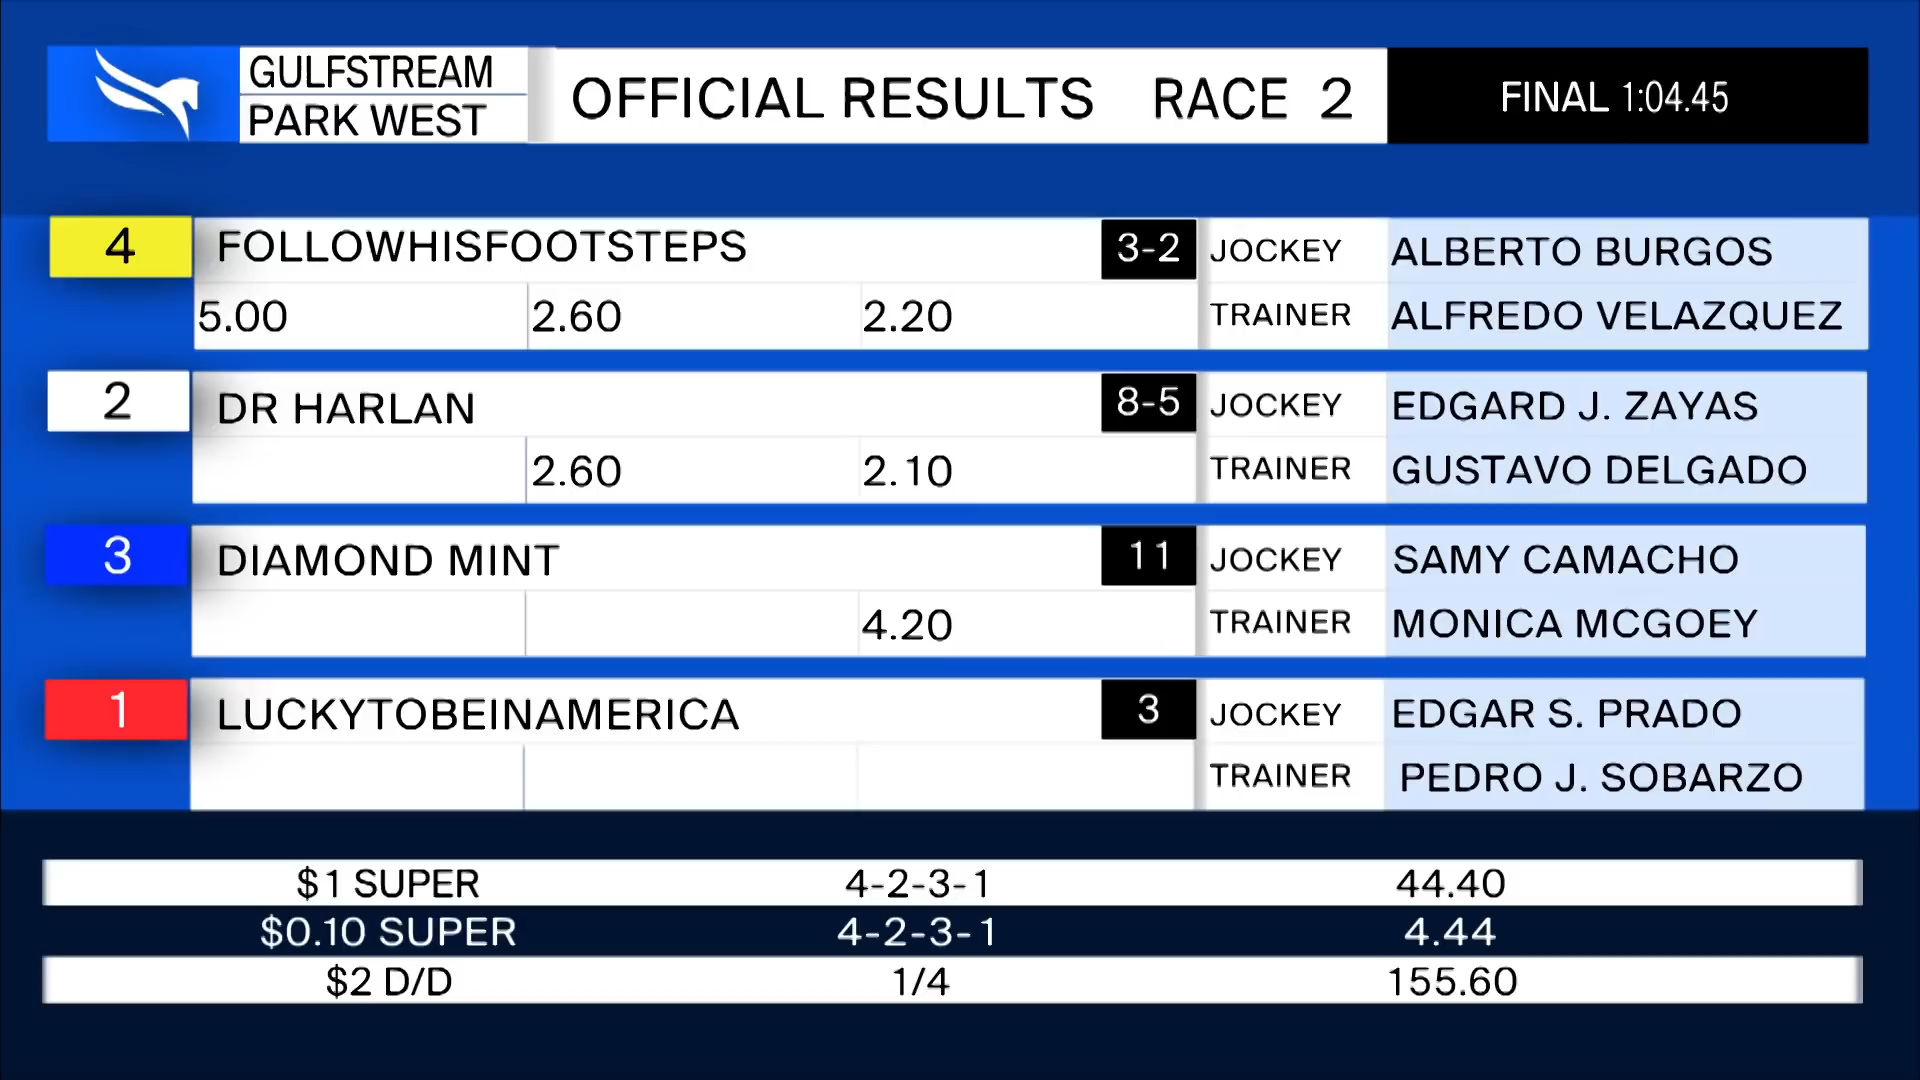 GULFSTREAM
PARK WEST
OFFICIAL RESULTS RACE 2
FINAL 1:04.45
4 FOLLOWHISFOOTSTEPS 3-2 JOCKEY ALBERTO BURGOS
5.00 2.60 2.20 TRAINER ALFREDO VELAZQUEZ
2 DR HARLAN 8-5 JOCKEY EDGARD J. ZAYAS
2.60 2.10 TRAINER GUSTAVO DELGADO
3 DIAMOND MINT 11 JOCKEY SAMY CAMACHO
4.20 TRAINER MONICA MCGOEY
1 LUCKYTOBEINAMERICA 3 JOCKEY EDGAR S. PRADO
TRAINER PEDRO J. SOBARZO
$1 SUPER 4-2-3-1 44.40
$0.10 SUPER 4-2-3-1 4.44
$2 D/D 1/4 155.60